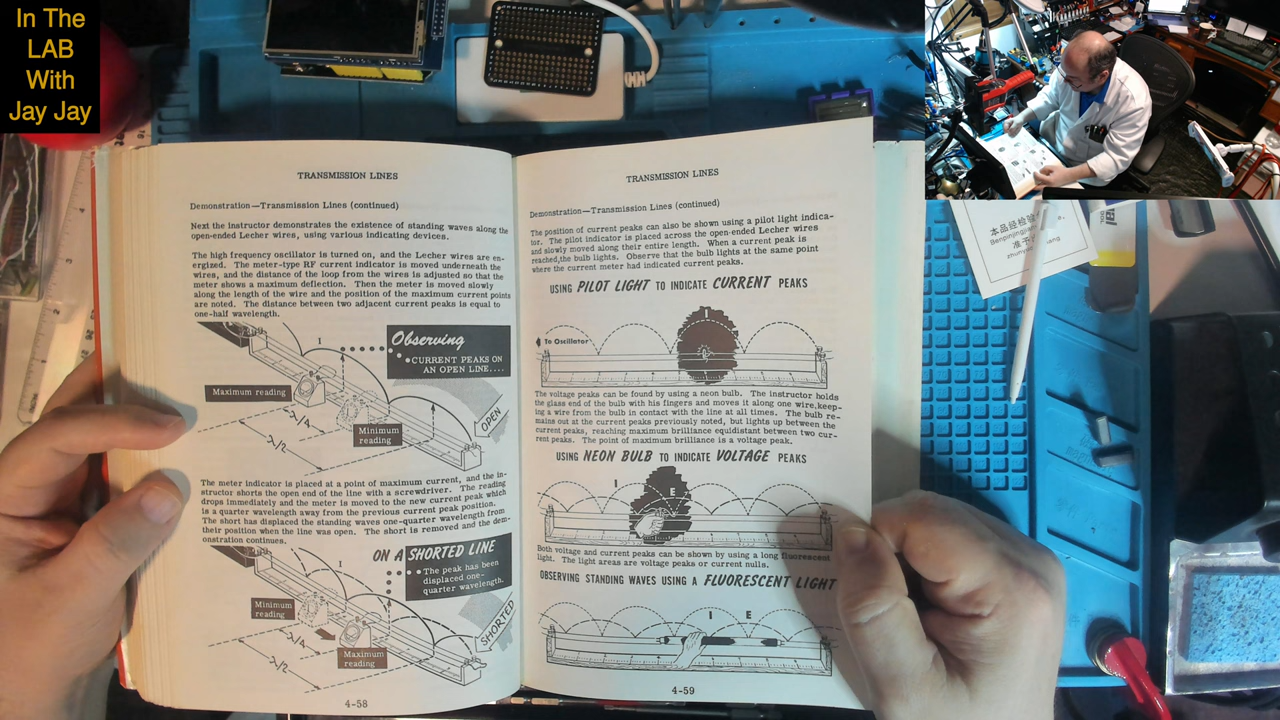 In The
LAB
With
Jay Jay
TRANSMISSION LINES
Demonstration—Transmission Lines (continued)
Next the instructor demonstrates the existence of standing waves along the
open-ended Lecher wires, using various indicating devices.
The high frequency oscillator is turned on, and the Lecher wires are en-
ergized. The meter-type RF current indicator is moved underneath the
wires, and the distance of the loop from the wires is adjusted so that the
meter shows a maximum deflection. Then the meter is moved slowly
along the length of the wire and the position of the maximum current points
are noted. The distance between two adjacent current peaks is equal to
one-half wavelength.
I
Observing
CURRENT PEAKS ON
AN OPEN LINE....
Maximum reading
OPEN
Minimum
reading
λ/2
λ/2
The meter indicator is placed at a point of maximum current, and the in-
structor shorts the open end of the line with a screwdriver. The reading
drops immediately and the meter is moved to the new current peak which
is a quarter wavelength away from the previous current peak position.
The short has displaced the standing waves one-quarter wavelength from
their position when the line was open. The short is removed and the dem-
onstration continues.
ON A SHORTED LINE
The peak has been
displaced one-
quarter wavelength.
I
Minimum
reading
SHORTED
λ/4
Maximum
reading
λ/2
4-58
TRANSMISSION LINES
Demonstration—Transmission Lines (continued)
The position of current peaks can also be shown using a pilot light indica-
tor. The pilot indicator is placed across the open-ended Lecher wires
and slowly moved along their entire length. When a current peak is
reached,the bulb lights. Observe that the bulb lights at the same point
where the current meter had indicated current peaks.
USING PILOT LIGHT TO INDICATE CURRENT PEAKS
I
To Oscillator
The voltage peaks can be found by using a neon bulb. The instructor holds
the glass end of the bulb with his fingers and moves it along one wire,keep-
ing a wire from the bulb in contact with the line at all times. The bulb re-
mains out at the current peaks previously noted, but lights up between the
current peaks, reaching maximum brilliance equidistant between two cur-
rent peaks. The point of maximum brilliance is a voltage peak.
USING NEON BULB TO INDICATE VOLTAGE PEAKS
I E
Both voltage and current peaks can be shown by using a long fluorescent
light. The light areas are voltage peaks or current nulls.
OBSERVING STANDING WAVES USING A FLUORESCENT LIGHT
I E
4-59